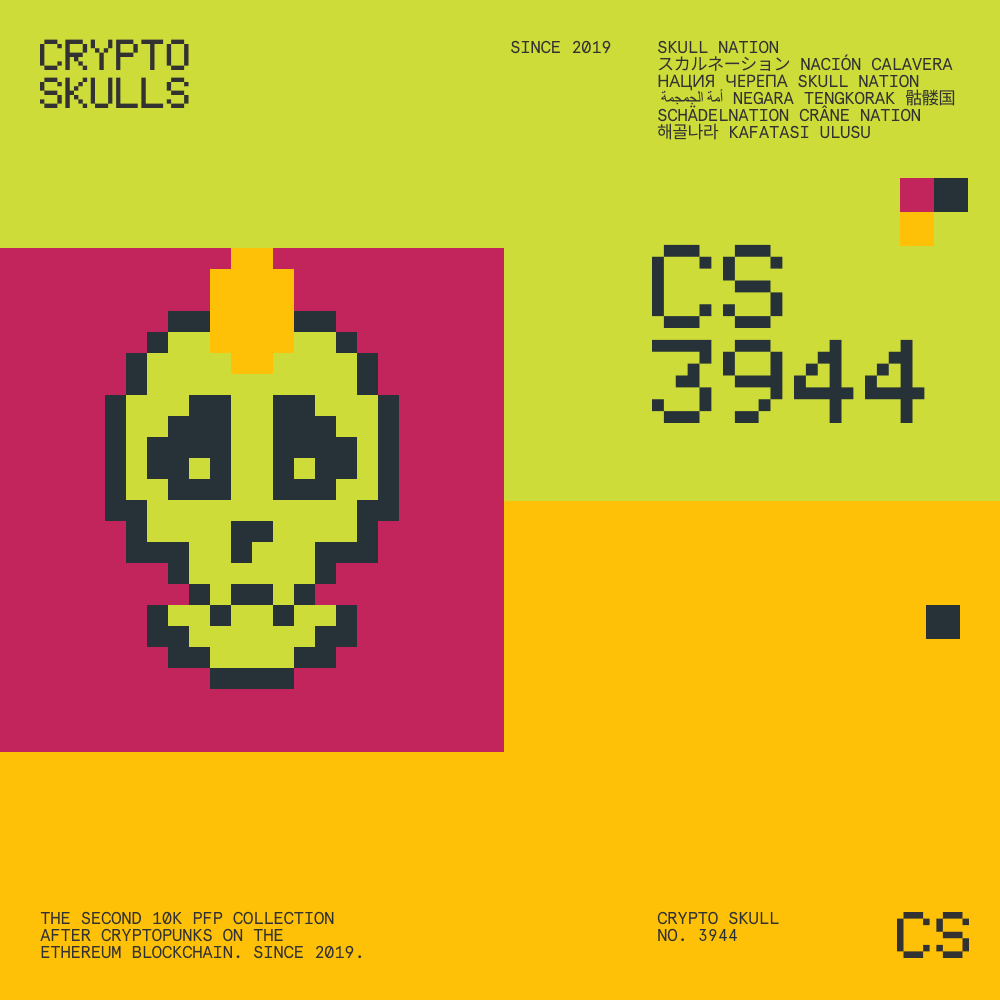 CRYPTO
SKULLS
SINCE 2019
SKULL NATION
スカルネーション NACIÓN CALAVERA
НАЦИЯ ЧЕРЕПА SKULL NATION
أمة الجمجمة NEGARA TENGKORAK 骷髅国
SCHÄDELNATION CRÂNE NATION
해골나라 KAFATASI ULUSU
CS
3944
THE SECOND 10K PFP COLLECTION
AFTER CRYPTOPUNKS ON THE
ETHEREUM BLOCKCHAIN. SINCE 2019.
CRYPTO SKULL
NO. 3944
CS